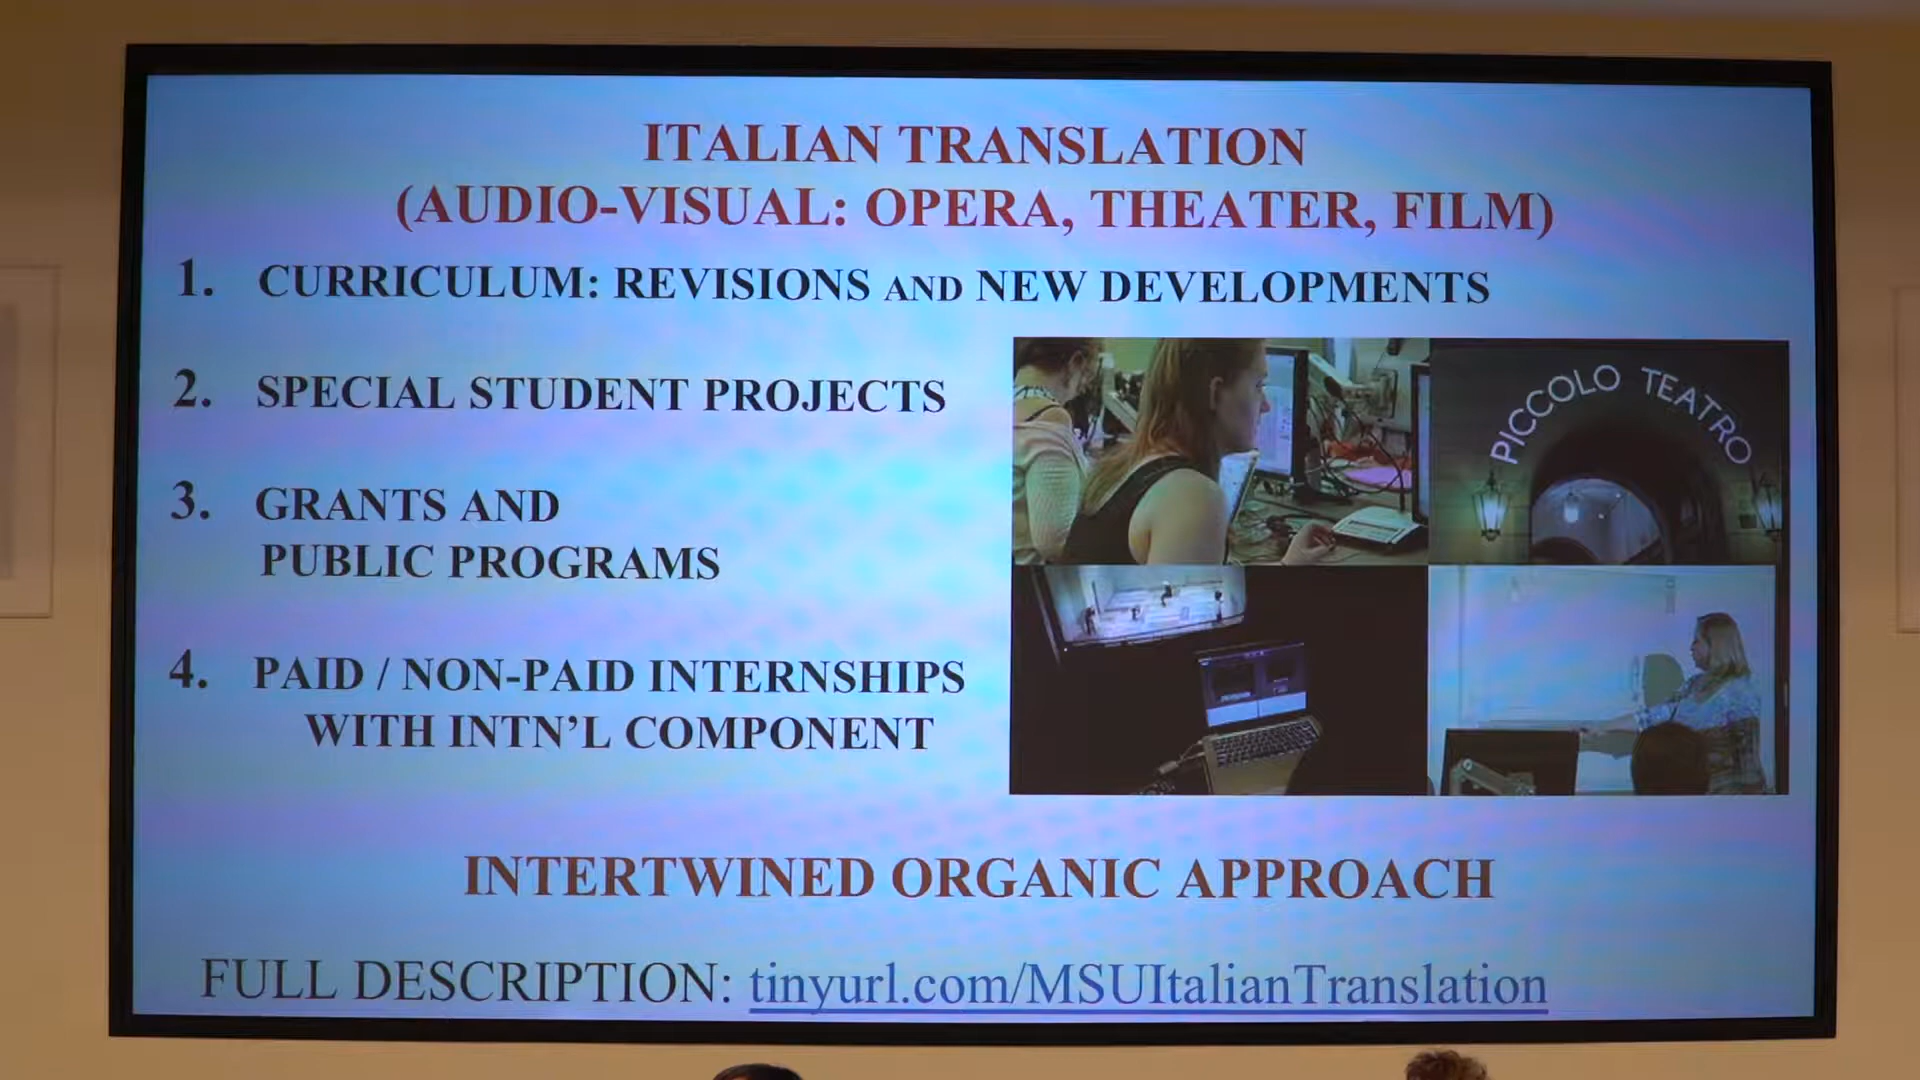 ITALIAN TRANSLATION
(AUDIO-VISUAL: OPERA, THEATER, FILM)
1. CURRICULUM: REVISIONS AND NEW DEVELOPMENTS
2. SPECIAL STUDENT PROJECTS
3. GRANTS AND
PUBLIC PROGRAMS
4. PAID / NON-PAID INTERNSHIPS
WITH INTN’L COMPONENT
PICCOLO TEATRO
INTERTWINED ORGANIC APPROACH
FULL DESCRIPTION: tinyurl.com/MSUItalianTranslation